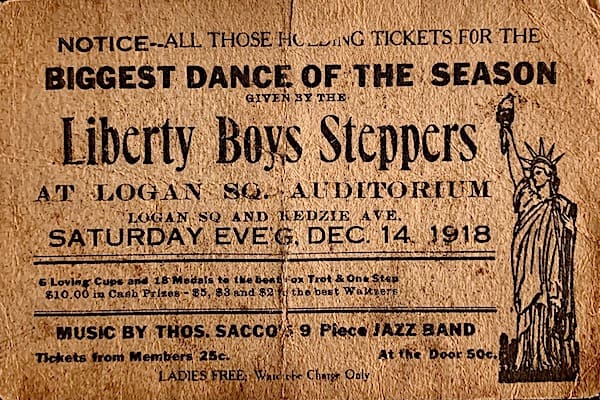 NOTICE--ALL THOSE HOLDING TICKETS FOR THE
BIGGEST DANCE OF THE SEASON
GIVEN BY THE
Liberty Boys Steppers
AT LOGAN SQ. AUDITORIUM
LOGAN SQ AND KEDZIE AVE.
SATURDAY EVE'G, DEC. 14, 1918
6 Loving Cups and 18 Medals to the best Fox Trot & One Step
$10.00 in Cash Prizes - $5, $3 and $2 to the best Waltzers
MUSIC BY THOS. SACCO'S 9 Piece JAZZ BAND
Tickets from Members 25c. At the Door 50c.
LADIES FREE; Wardrobe Charge Only